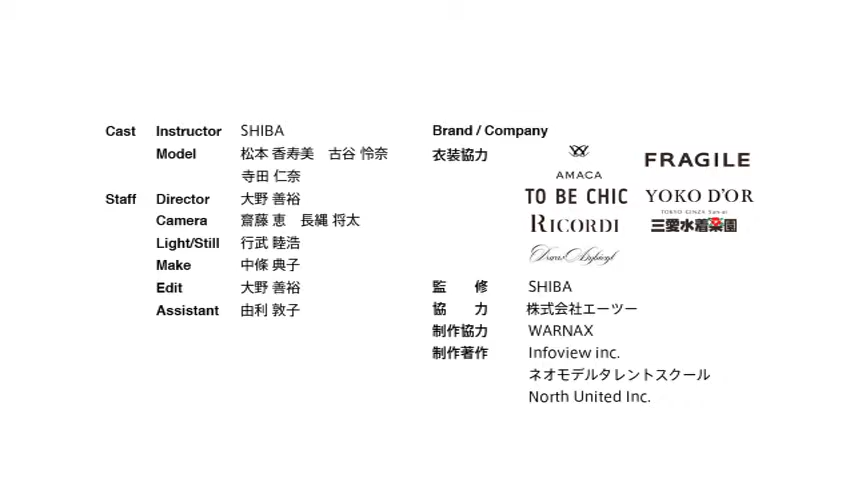 Cast Instructor SHIBA
Model 松本 香寿美 古谷 怜奈
寺田 仁奈
Staff Director 大野 善裕
Camera 齋藤 恵 長縄 将太
Light/Still 行武 睦浩
Make 中條 典子
Edit 大野 善裕
Assistant 由利 敦子
Brand / Company
衣装協力
AMACA
FRAGILE
TO BE CHIC
YOKO D'OR
RICORDI
TOKYO GINZA San-ai
三愛水着楽園
監 修 SHIBA
協 力 株式会社エーツー
制作協力 WARNAX
制作著作 Infoview inc.
ネオモデルタレントスクール
North United Inc.